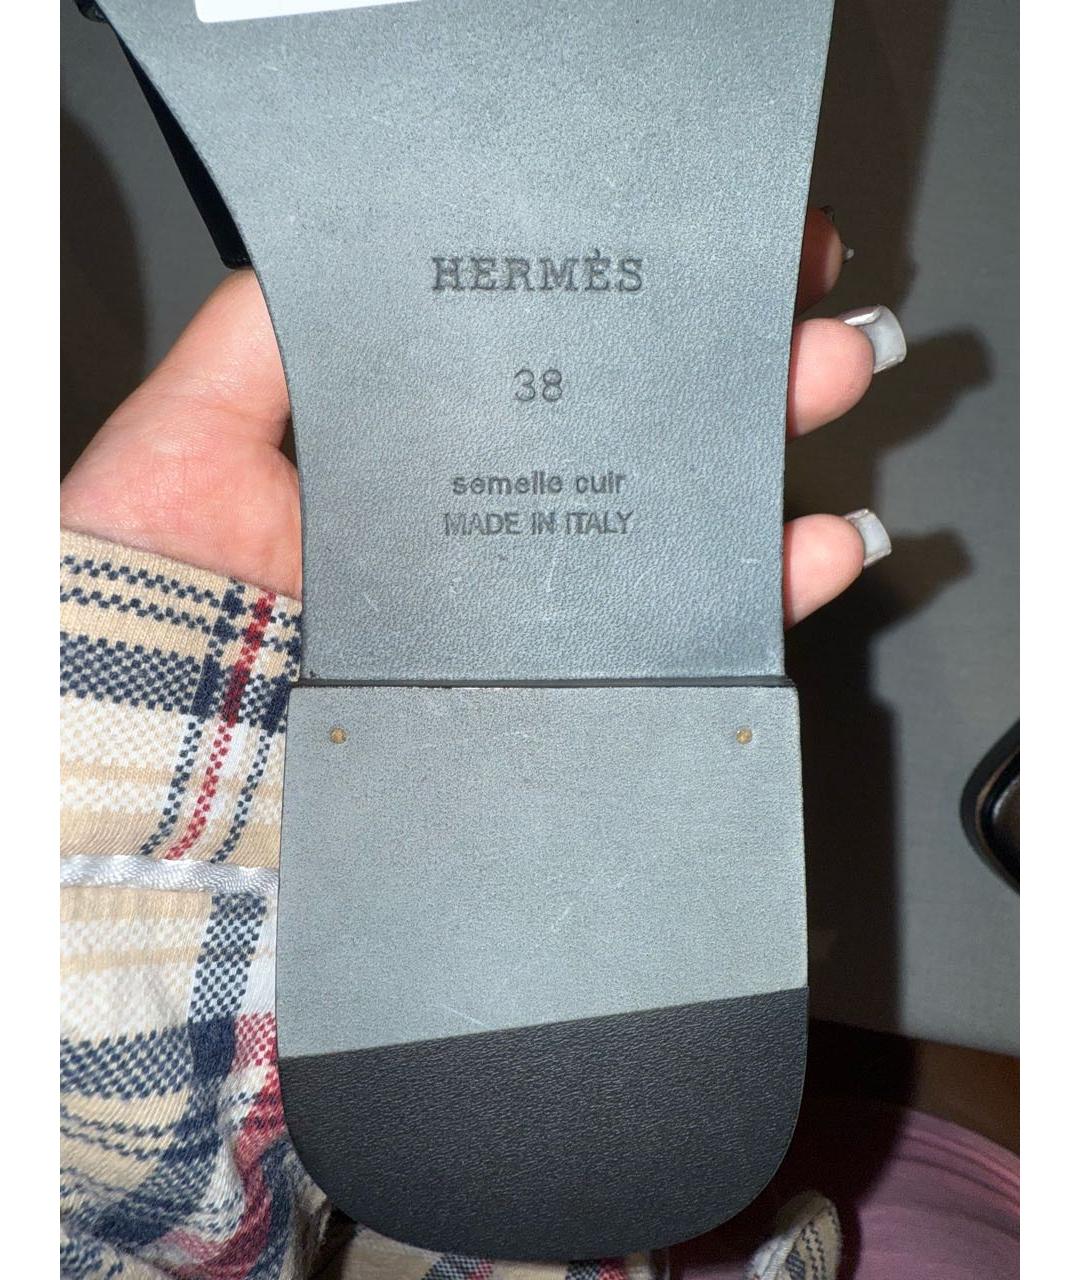 HERMÈS
38
semelle cuir
MADE IN ITALY